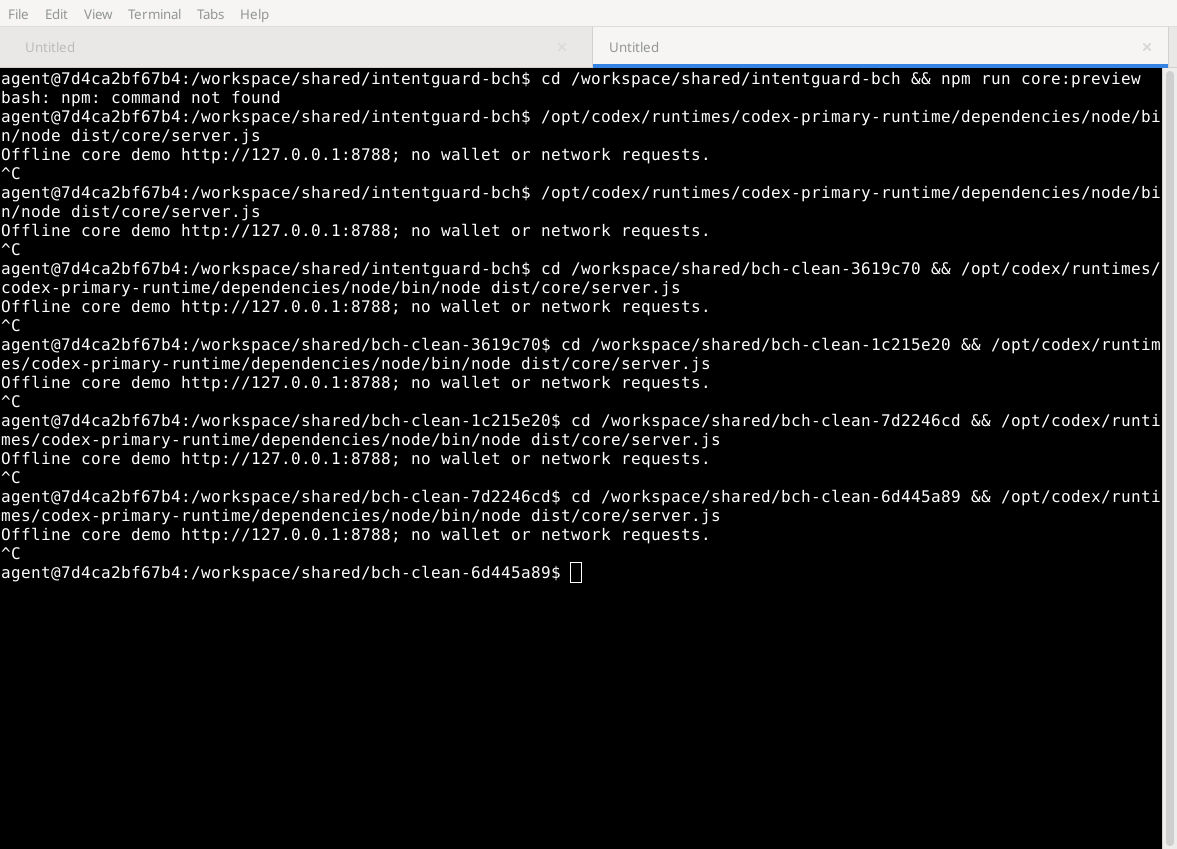 File Edit View Terminal Tabs Help
Untitled × Untitled ×
agent@7d4ca2bf67b4:/workspace/shared/intentguard-bch$ cd /workspace/shared/intentguard-bch && npm run core:preview
bash: npm: command not found
agent@7d4ca2bf67b4:/workspace/shared/intentguard-bch$ /opt/codex/runtimes/codex-primary-runtime/dependencies/node/bi
n/node dist/core/server.js
Offline core demo http://127.0.0.1:8788; no wallet or network requests.
^C
agent@7d4ca2bf67b4:/workspace/shared/intentguard-bch$ /opt/codex/runtimes/codex-primary-runtime/dependencies/node/bi
n/node dist/core/server.js
Offline core demo http://127.0.0.1:8788; no wallet or network requests.
^C
agent@7d4ca2bf67b4:/workspace/shared/intentguard-bch$ cd /workspace/shared/bch-clean-3619c70 && /opt/codex/runtimes/
codex-primary-runtime/dependencies/node/bin/node dist/core/server.js
Offline core demo http://127.0.0.1:8788; no wallet or network requests.
^C
agent@7d4ca2bf67b4:/workspace/shared/bch-clean-3619c70$ cd /workspace/shared/bch-clean-1c215e20 && /opt/codex/runtim
es/codex-primary-runtime/dependencies/node/bin/node dist/core/server.js
Offline core demo http://127.0.0.1:8788; no wallet or network requests.
^C
agent@7d4ca2bf67b4:/workspace/shared/bch-clean-1c215e20$ cd /workspace/shared/bch-clean-7d2246cd && /opt/codex/runti
mes/codex-primary-runtime/dependencies/node/bin/node dist/core/server.js
Offline core demo http://127.0.0.1:8788; no wallet or network requests.
^C
agent@7d4ca2bf67b4:/workspace/shared/bch-clean-7d2246cd$ cd /workspace/shared/bch-clean-6d445a89 && /opt/codex/runti
mes/codex-primary-runtime/dependencies/node/bin/node dist/core/server.js
Offline core demo http://127.0.0.1:8788; no wallet or network requests.
^C
agent@7d4ca2bf67b4:/workspace/shared/bch-clean-6d445a89$